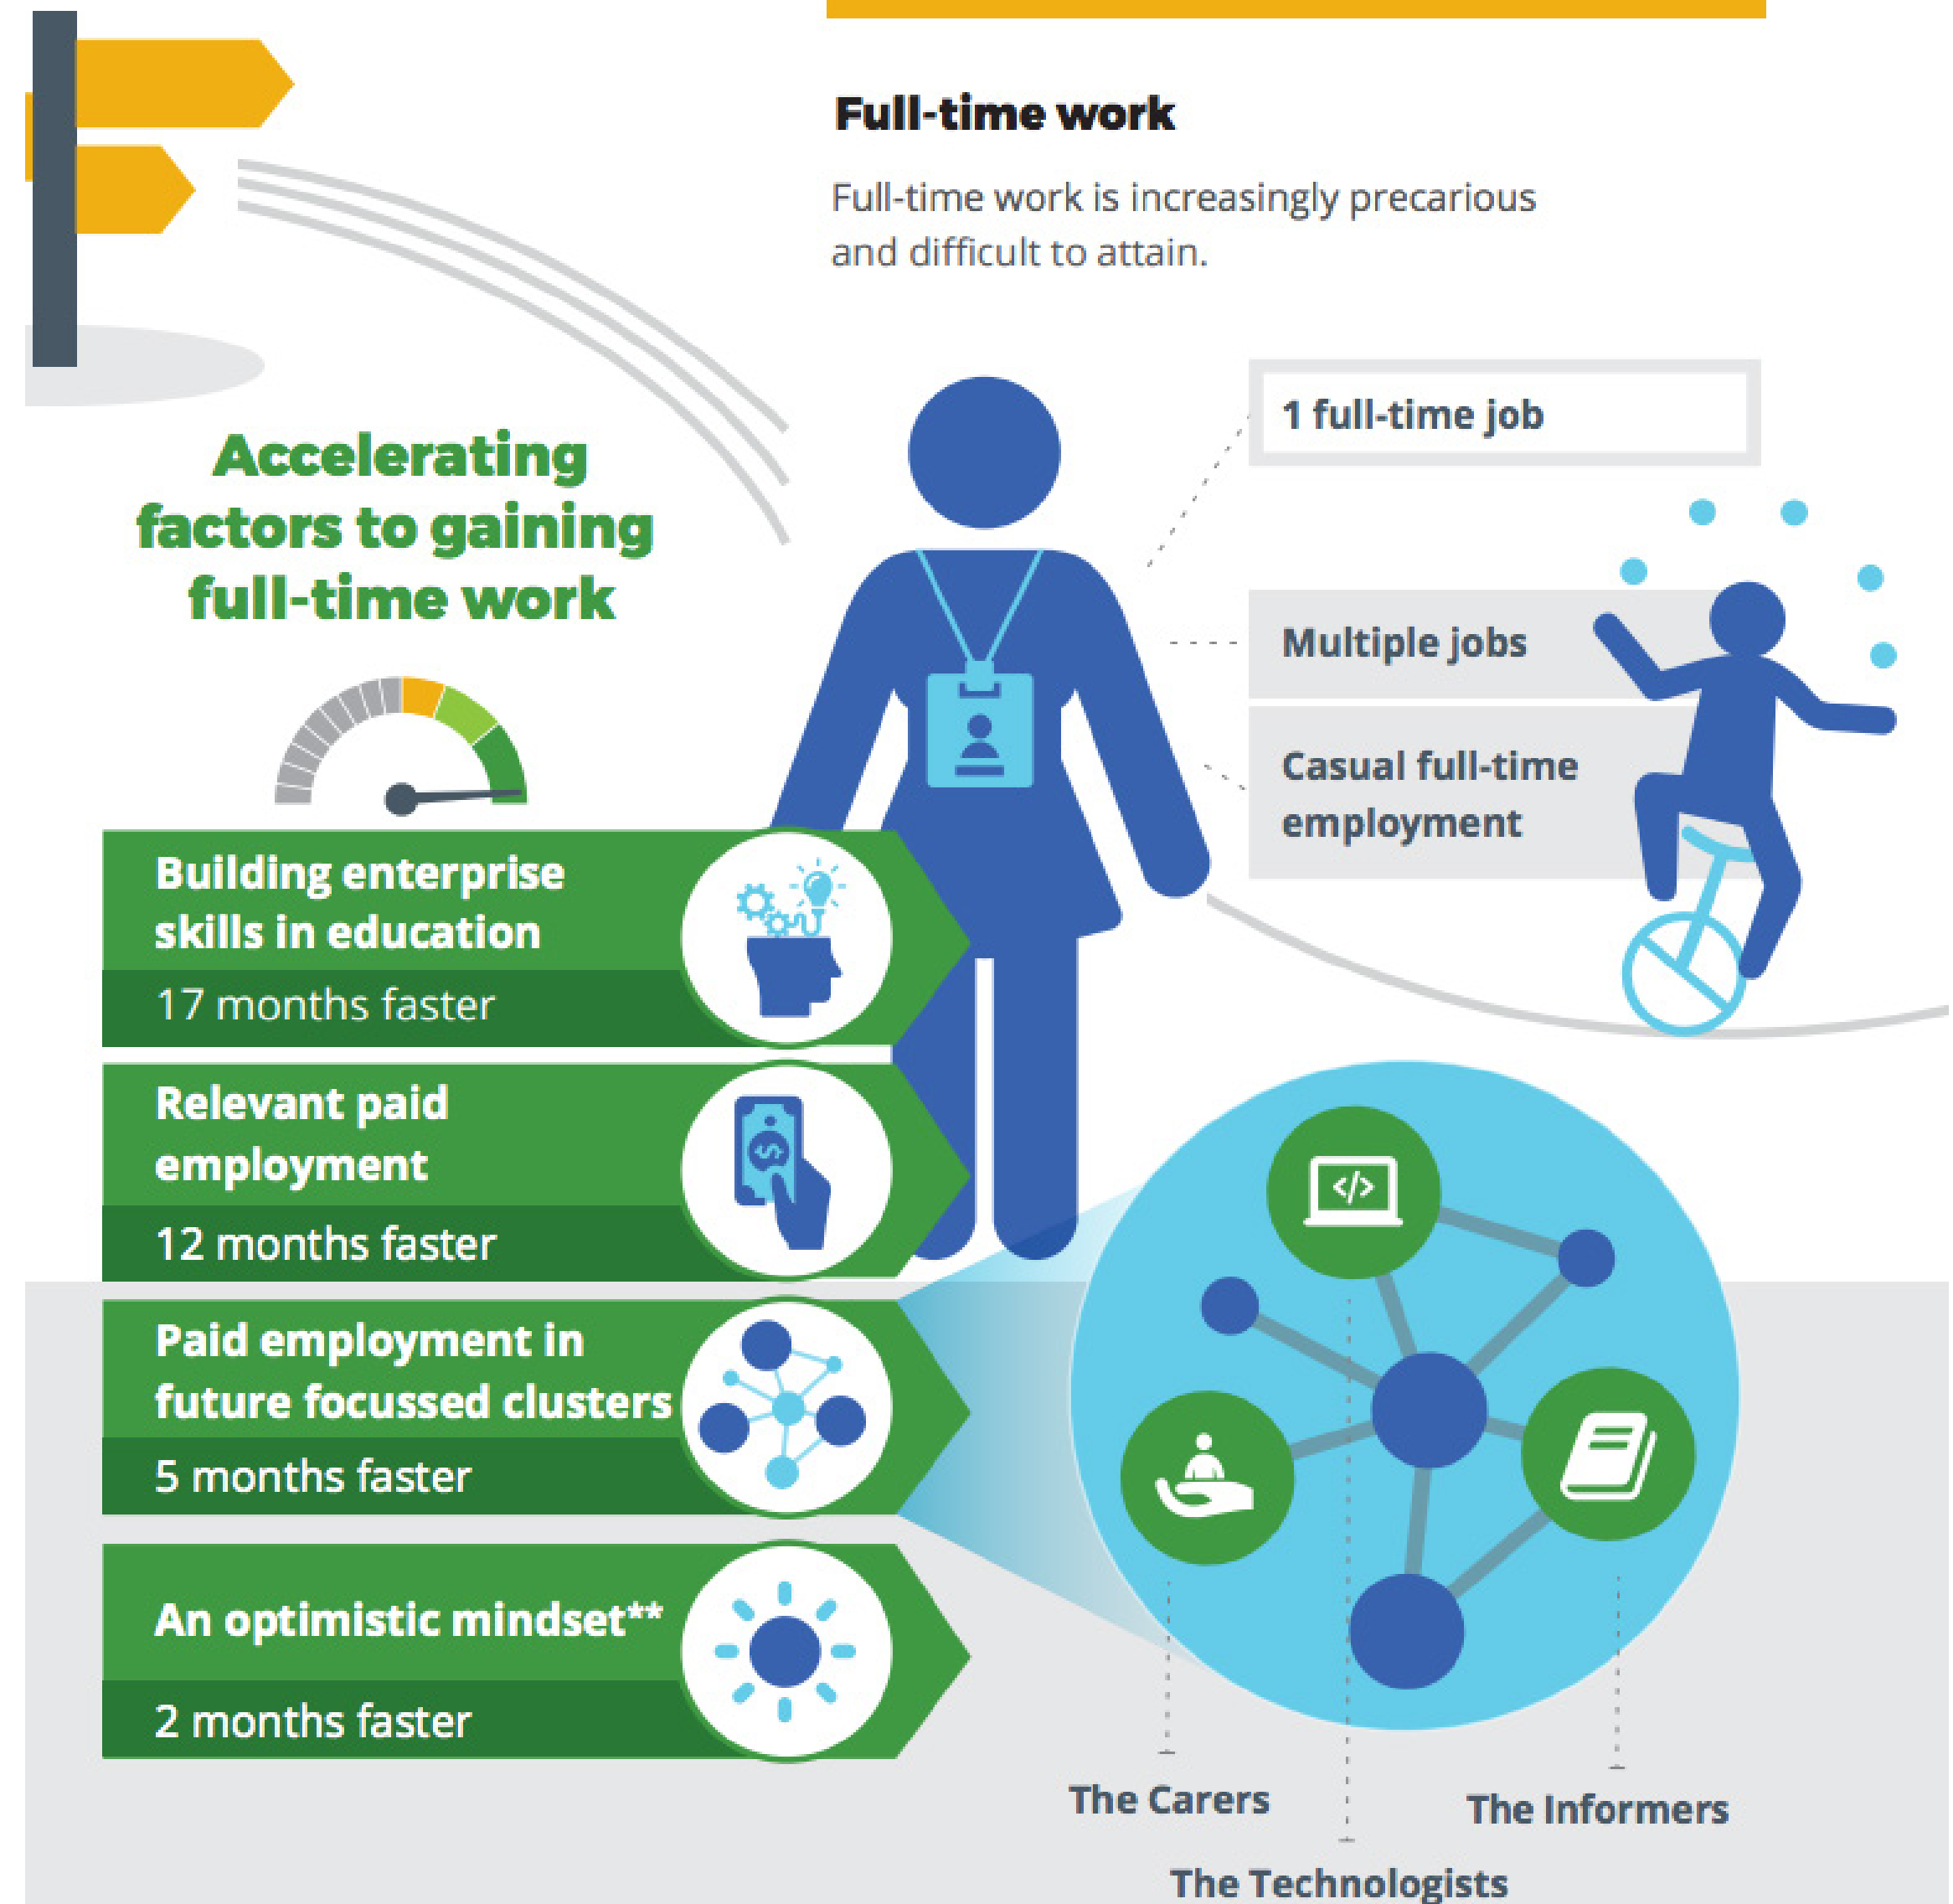 Full-time work
Full-time work is increasingly precarious
and difficult to attain.
1 full-time job
Multiple jobs
Casual full-time
employment
Accelerating
factors to gaining
full-time work
Building enterprise
skills in education
17 months faster
Relevant paid
employment
12 months faster
Paid employment in
future focussed clusters
5 months faster
An optimistic mindset**
2 months faster
$
</>
The Carers
The Informers
The Technologists